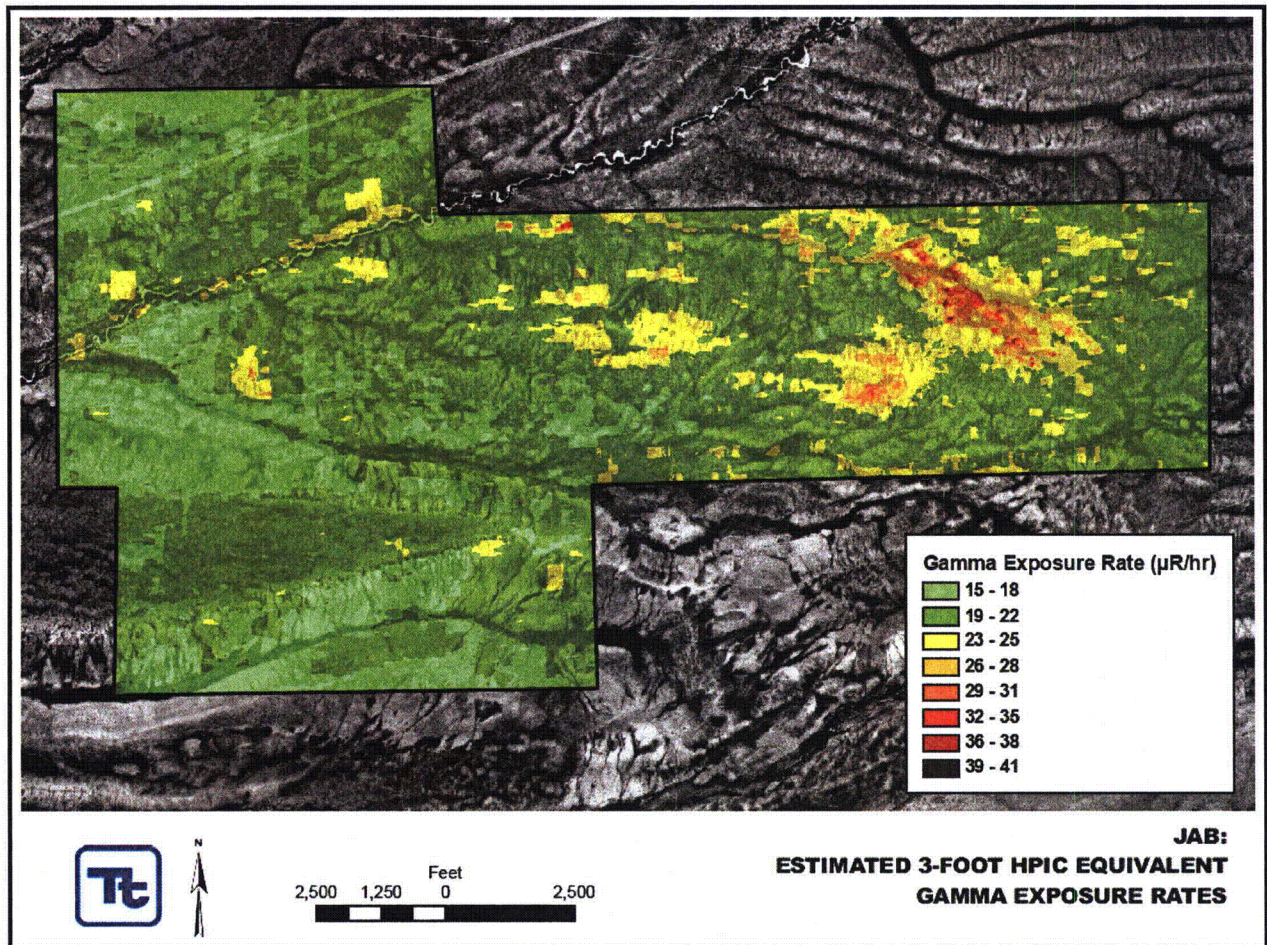 Gamma Exposure Rate (µR/hr)
15 - 18
19 - 22
23 - 25
26 - 28
29 - 31
32 - 35
36 - 38
39 - 41
Tt
N
Feet
2,500 1,250 0 2,500
JAB:
ESTIMATED 3-FOOT HPIC EQUIVALENT
GAMMA EXPOSURE RATES